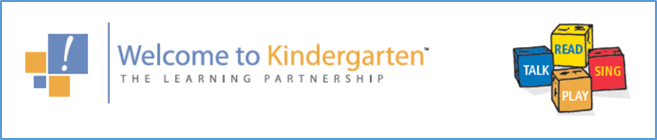 !
Welcome to Kindergarten™
THE LEARNING PARTNERSHIP
READ
TALK
SING
PLAY